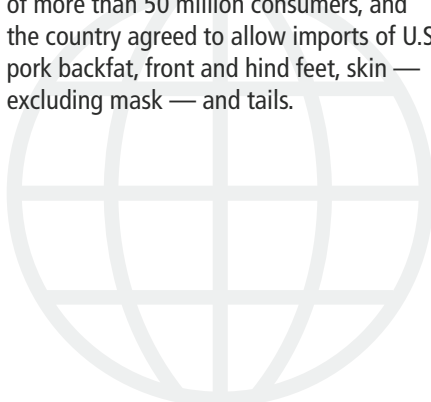 of more than 50 million consumers, and
the country agreed to allow imports of U.S
pork backfat, front and hind feet, skin —
excluding mask — and tails.